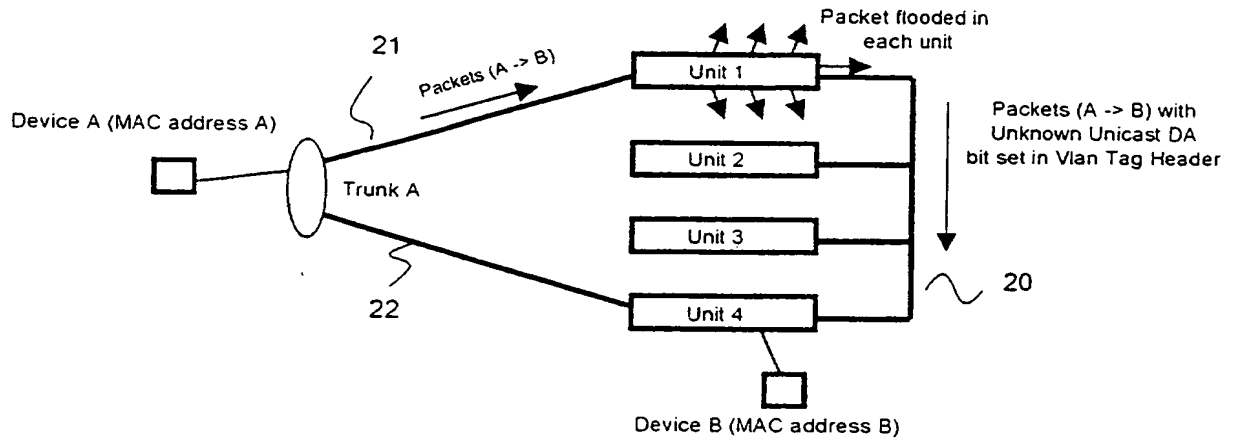 Packet flooded in
each unit
21
Packets (A -> B)
Unit 1
Device A (MAC address A)
Packets (A -> B) with
Unknown Unicast DA
bit set in Vlan Tag Header
Unit 2
Trunk A
Unit 3
22
20
Unit 4
Device B (MAC address B)